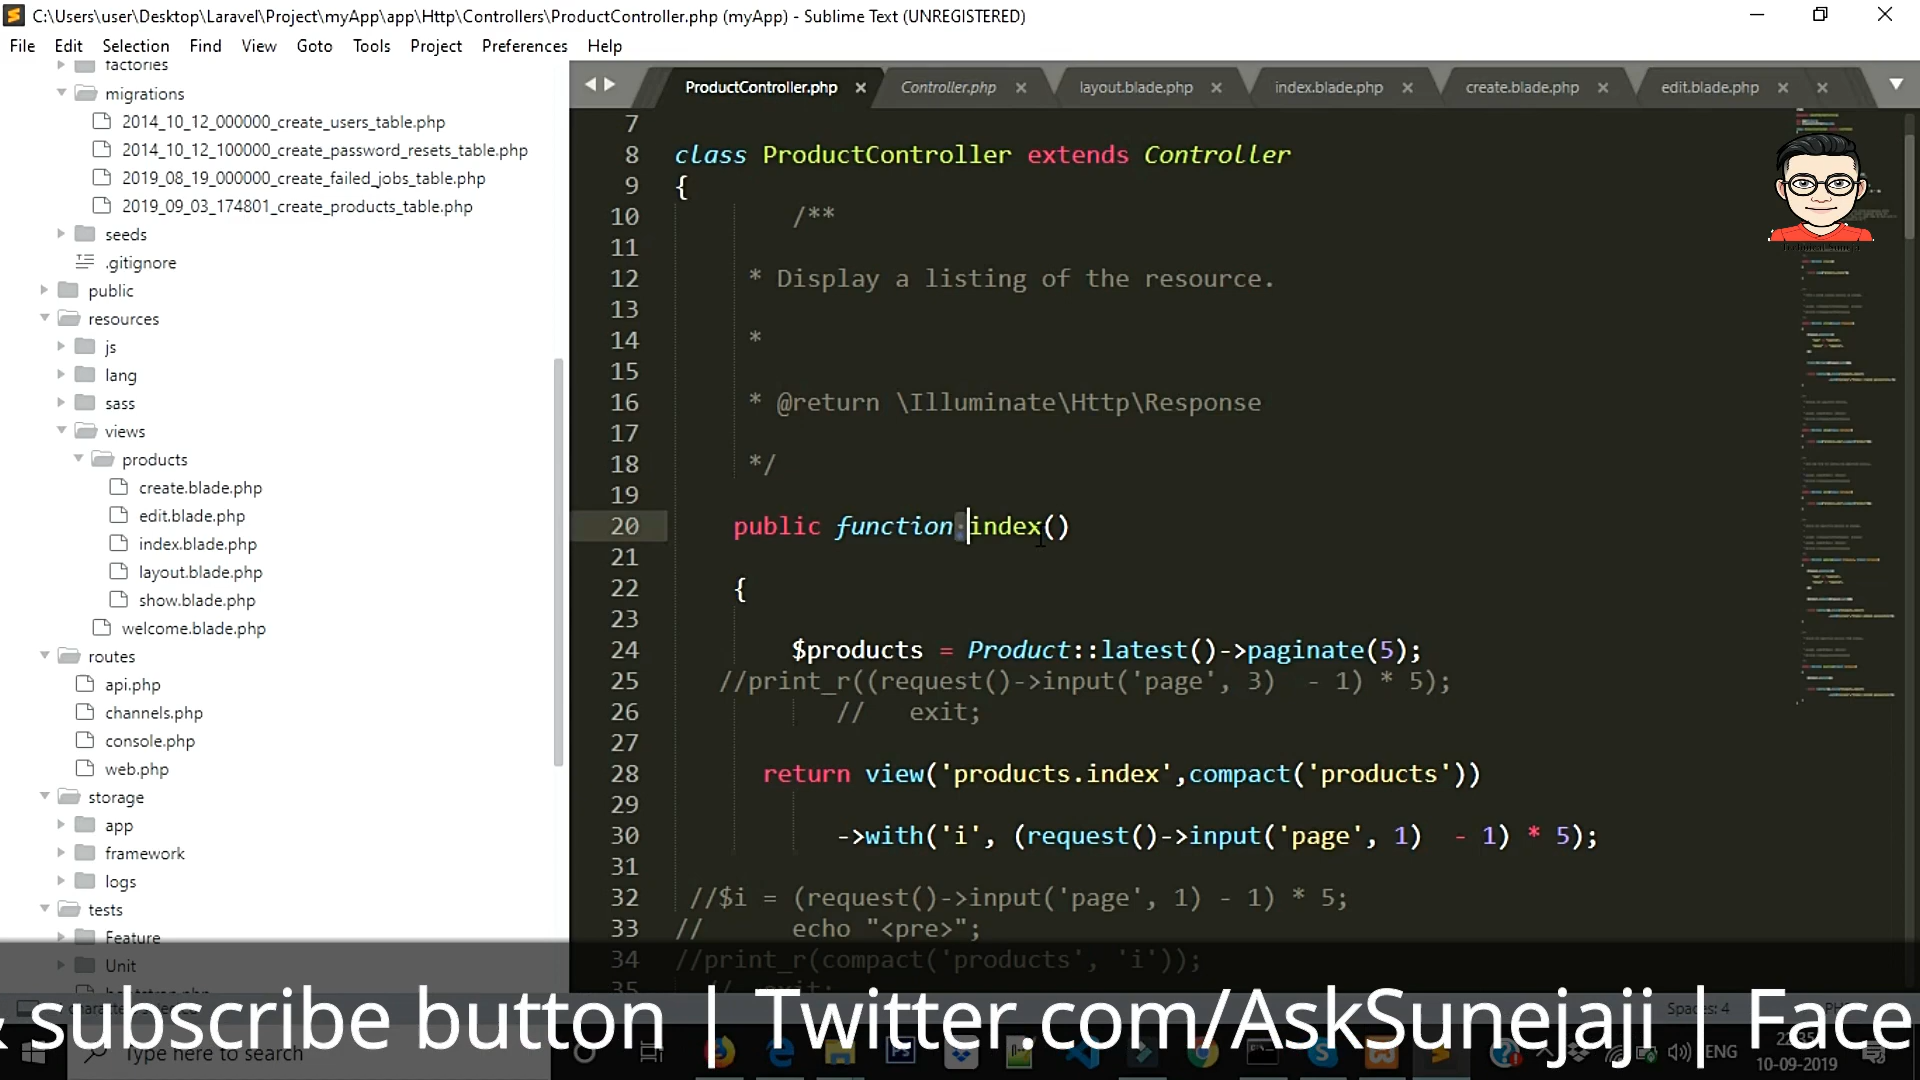 C:\Users\user\Desktop\Laravel\Project\myApp\app\Http\Controllers\ProductController.php (myApp) - Sublime Text (UNREGISTERED)
File Edit Selection Find View Goto Tools Project Preferences Help
factories
migrations
2014_10_12_000000_create_users_table.php
2014_10_12_100000_create_password_resets_table.php
2019_08_19_000000_create_failed_jobs_table.php
2019_09_03_174801_create_products_table.php
seeds
.gitignore
public
resources
js
lang
sass
views
products
create.blade.php
edit.blade.php
index.blade.php
layout.blade.php
show.blade.php
welcome.blade.php
routes
api.php
channels.php
console.php
web.php
storage
app
framework
logs
tests
Feature
Unit
ProductController.php Controller.php layout.blade.php index.blade.php create.blade.php edit.blade.php
7
8 class ProductController extends Controller
9 {
10 /**
11
12 * Display a listing of the resource.
13
14 *
15
16 * @return \Illuminate\Http\Response
17
18 */
19
20 public function index()
21
22 {
23
24 $products = Product::latest()->paginate(5);
25 //print_r((request()->input('page', 3)  - 1) * 5);
26 //   exit;
27
28 return view('products.index',compact('products'))
29
30 ->with('i', (request()->input('page', 1)  - 1) * 5);
31
32 //$i = (request()->input('page', 1) - 1) * 5;
33 //      echo "<pre>";
34 //print_r(compact('products', 'i'));
35 //  exit;
Spaces: 4
& subscribe button | Twitter.com/AskSunejaji | Face
Type here to search
ENG
22:35
10-09-2019